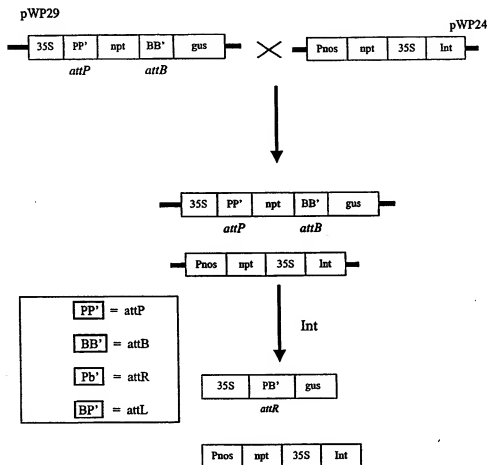 pWP29
pWP24
35S PP' npt BB' gus
Pnos npt 35S Int
attP attB
35S PP' npt BB' gus
attP attB
Pnos npt 35S Int
Int
PP' = attP
BB' = attB
Pb' = attR
BP' = attL
35S PB' gus
attR
Pnos npt 35S Int